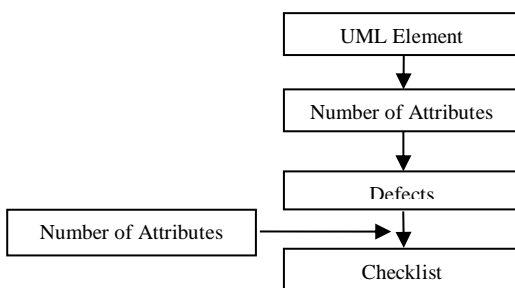 UML Element
Number of Attributes
Defects
Number of Attributes
Checklist